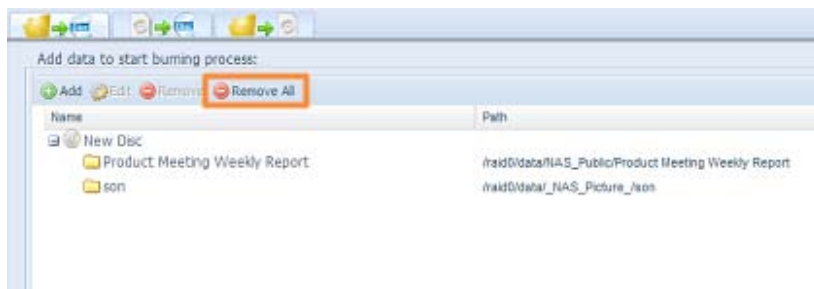 Add data to start burning process:
Add Edit Remove Remove All
Name Path
New Disc
Product Meeting Weekly Report /raid0/data/NAS_Public/Product Meeting Weekly Report
son /raid0/data/_NAS_Picture_/son